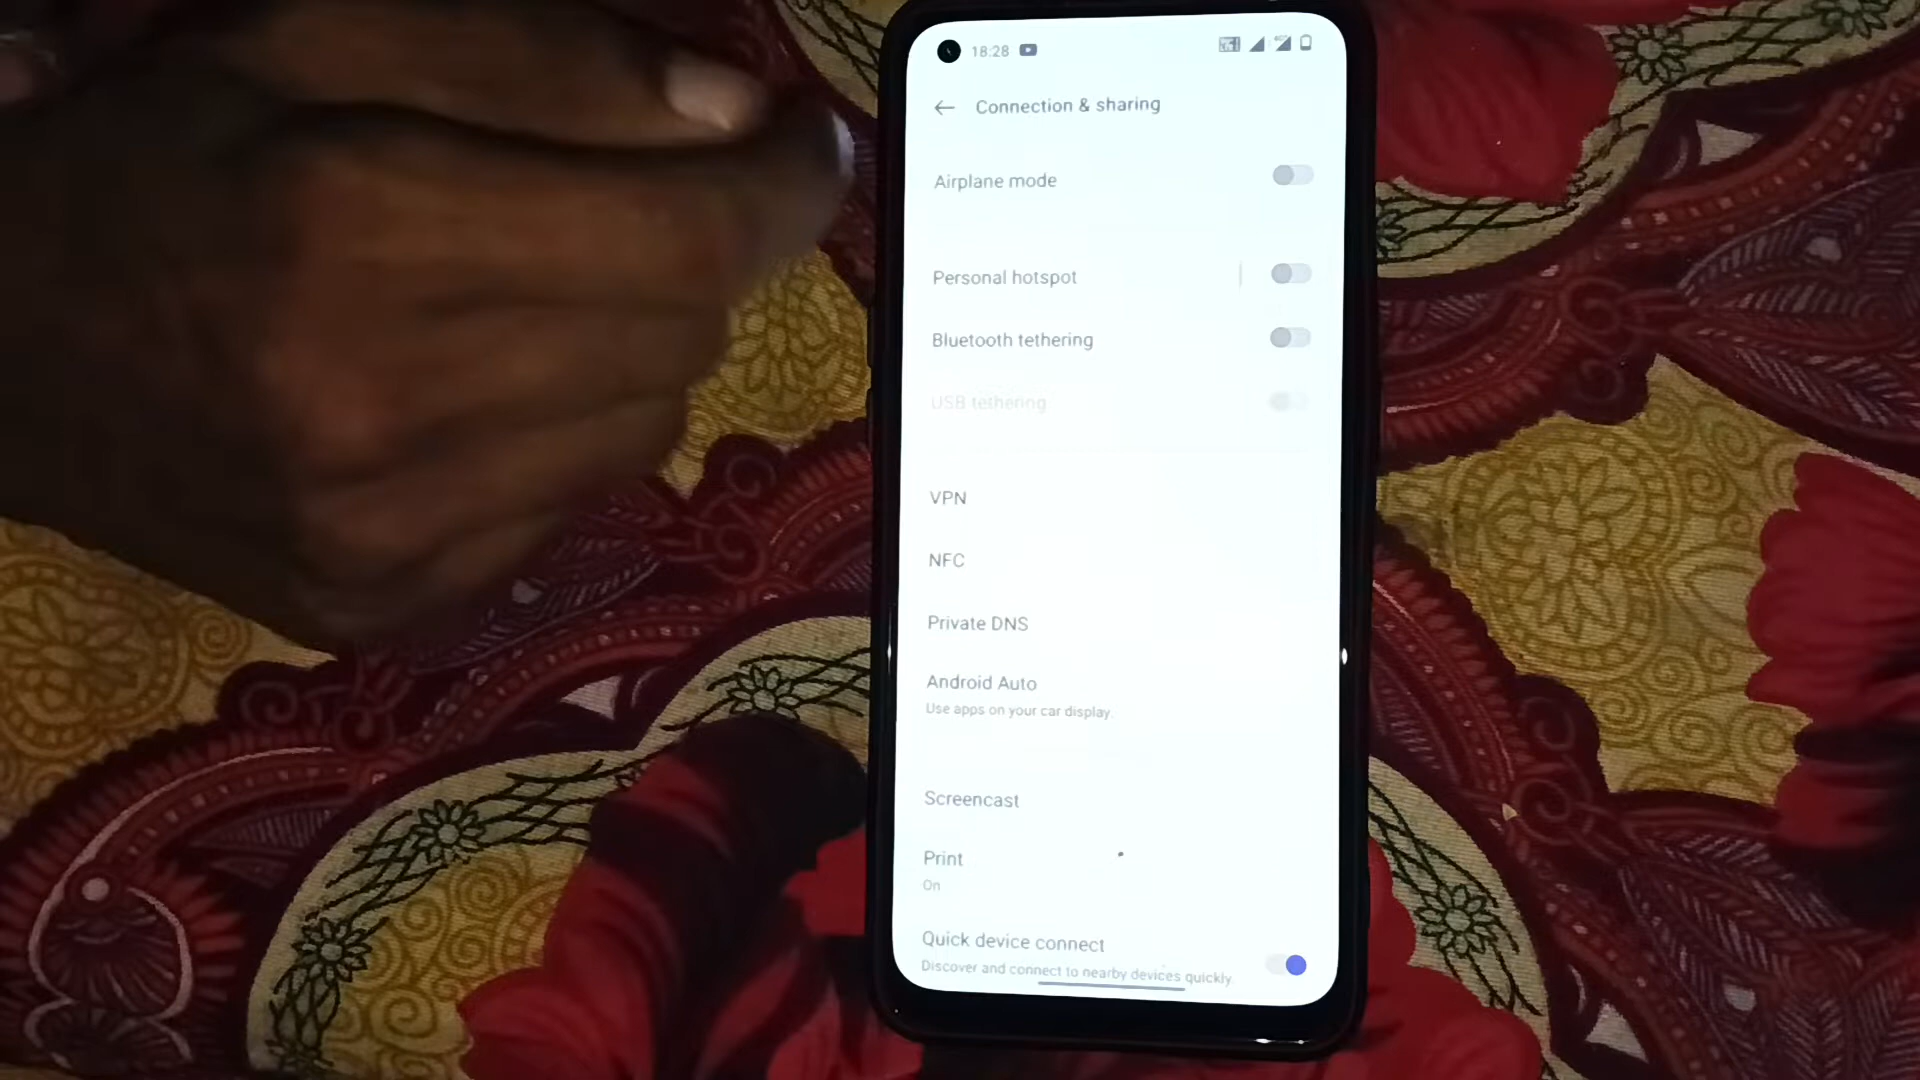 18:28
Connection & sharing
Airplane mode
Personal hotspot
Bluetooth tethering
USB tethering
VPN
NFC
Private DNS
Android Auto
Use apps on your car display.
Screencast
Print
On
Quick device connect
Discover and connect to nearby devices quickly